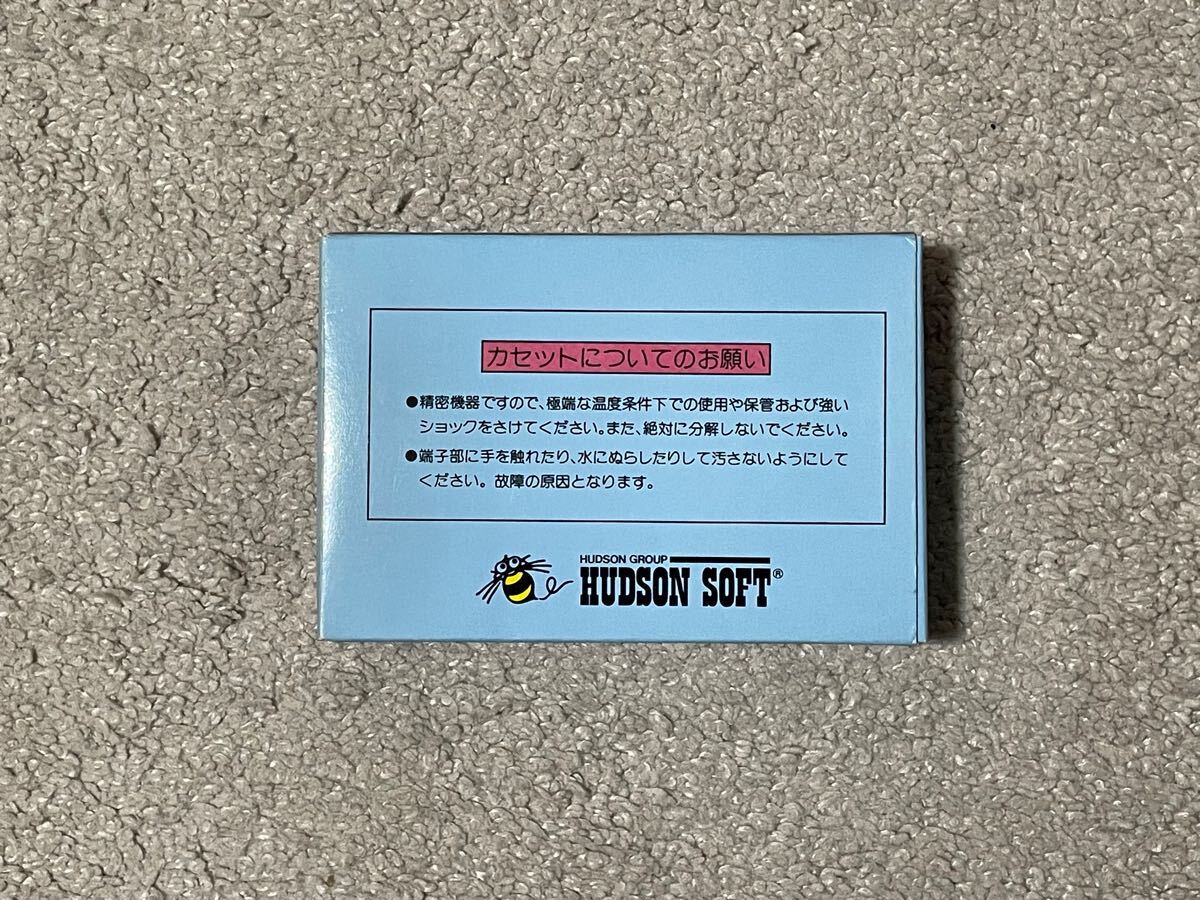 カセットについてのお願い
●精密機器ですので、極端な温度条件下での使用や保管および強い
ショックをさけてください。また、絶対に分解しないでください。
●端子部に手を触れたり、水にぬらしたりして汚さないようにして
ください。故障の原因となります。
HUDSON GROUP
HUDSON SOFT®